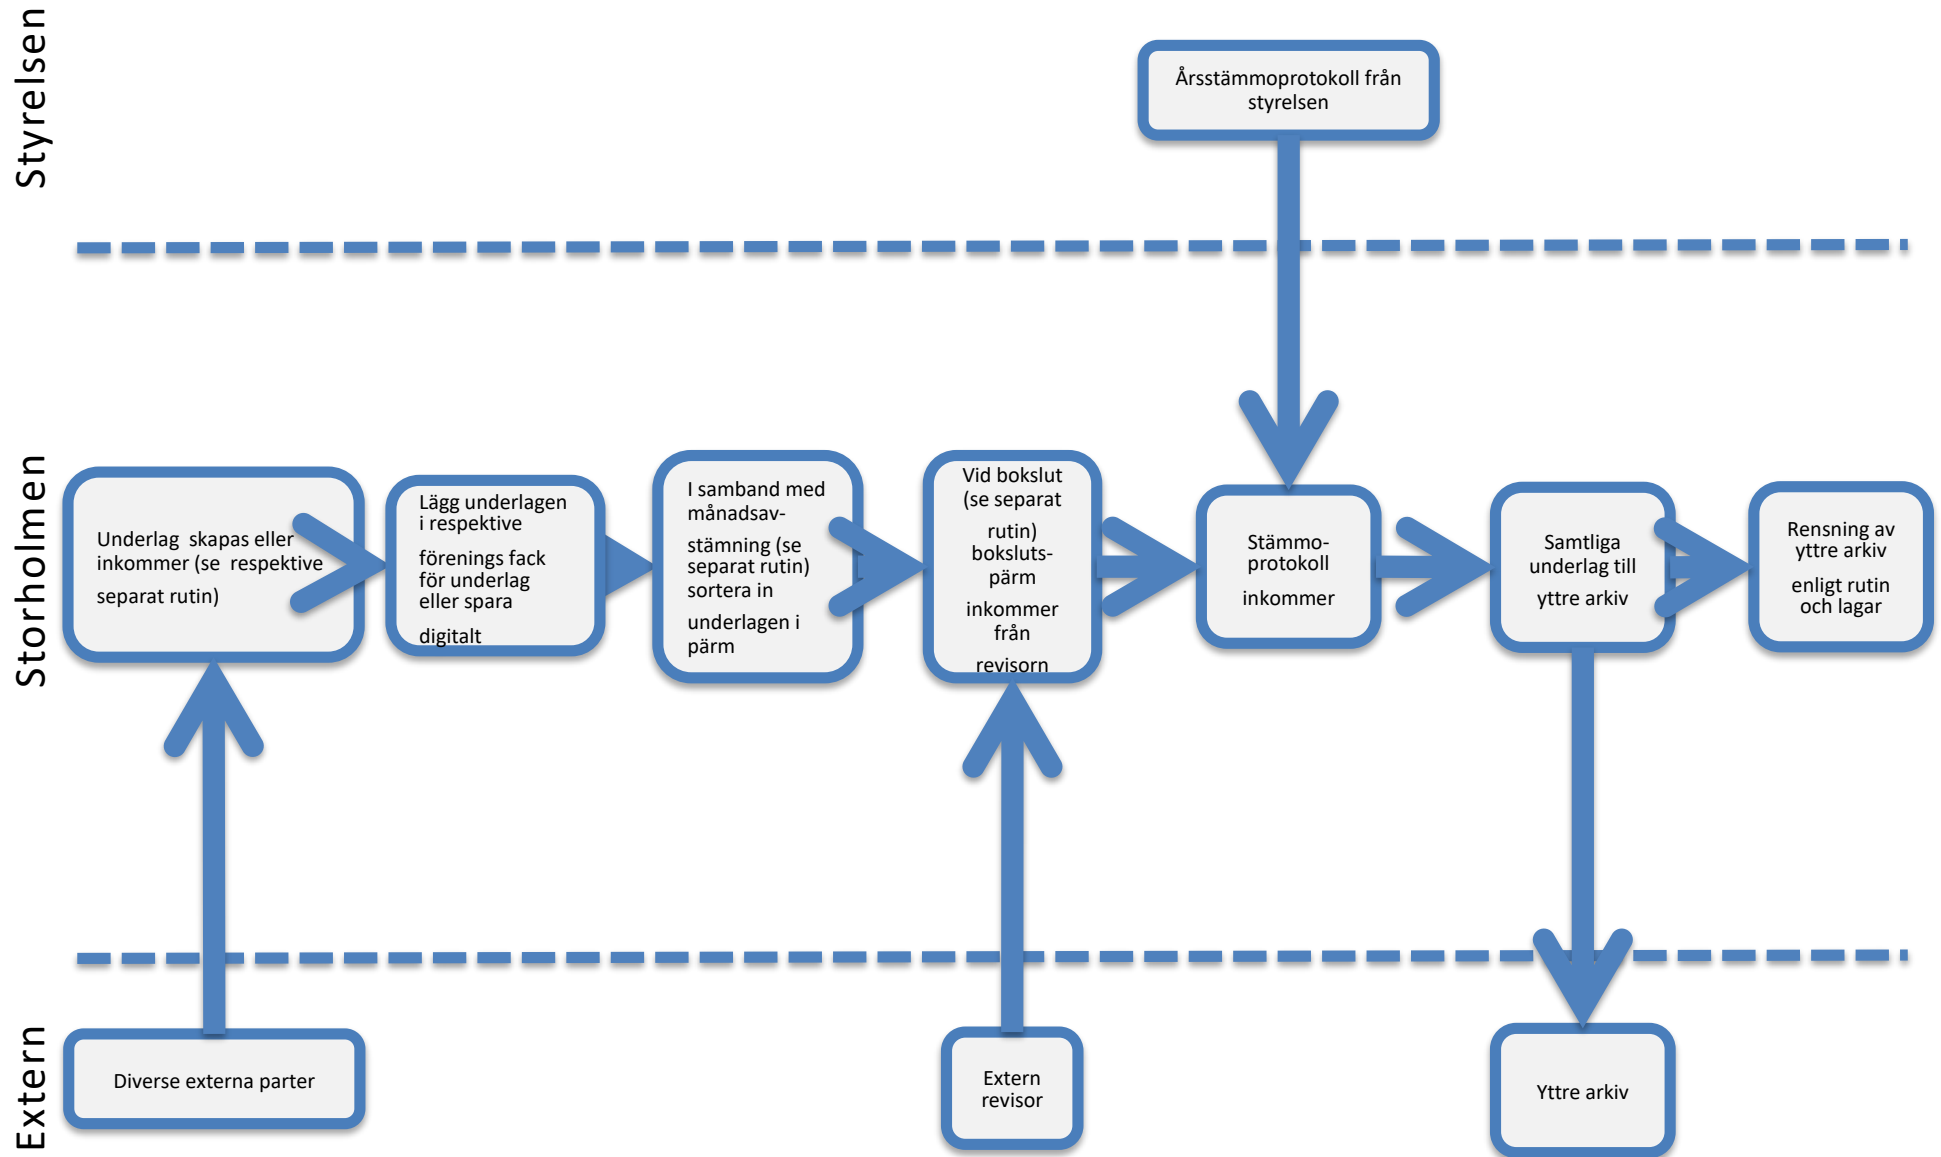 Styrelsen
Årsstämmoprotokoll från
styrelsen
Storholmen
Underlag skapas eller
inkommer (se respektive
separat rutin)
Lägg underlagen
i respektive
förenings fack
för underlag
eller spara
digitalt
I samband med
månadsav-
stämning (se
separat rutin)
sortera in
underlagen i
pärm
Vid bokslut
(se separat
rutin)
boksluts-
pärm
inkommer
från
revisorn
Stämmo-
protokoll
inkommer
Samtliga
underlag till
yttre arkiv
Rensning av
yttre arkiv
enligt rutin
och lagar
Extern
Diverse externa parter
Extern
revisor
Yttre arkiv